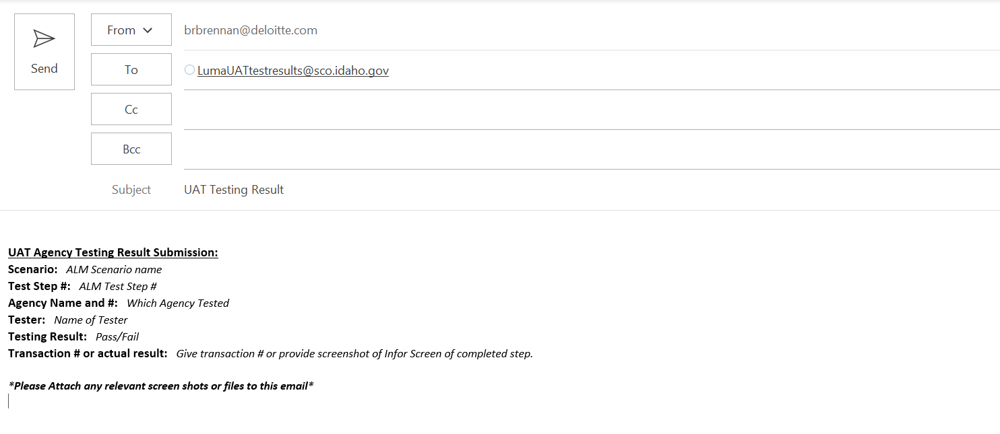 From
brbrennan@deloitte.com
Send
To
LumaUATtestresults@sco.idaho.gov
Cc
Bcc
Subject
UAT Testing Result
UAT Agency Testing Result Submission:
Scenario: ALM Scenario name
Test Step #: ALM Test Step #
Agency Name and #: Which Agency Tested
Tester: Name of Tester
Testing Result: Pass/Fail
Transaction # or actual result: Give transaction # or provide screenshot of Infor Screen of completed step.
*Please Attach any relevant screen shots or files to this email*